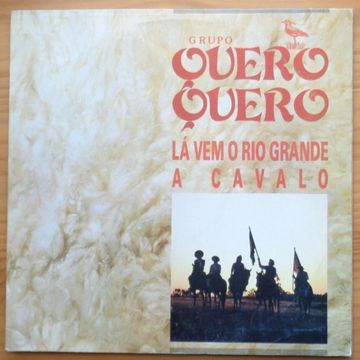 GRUPO
QUERO
QUERO
LÁ VEM O RIO GRANDE
A CAVALO